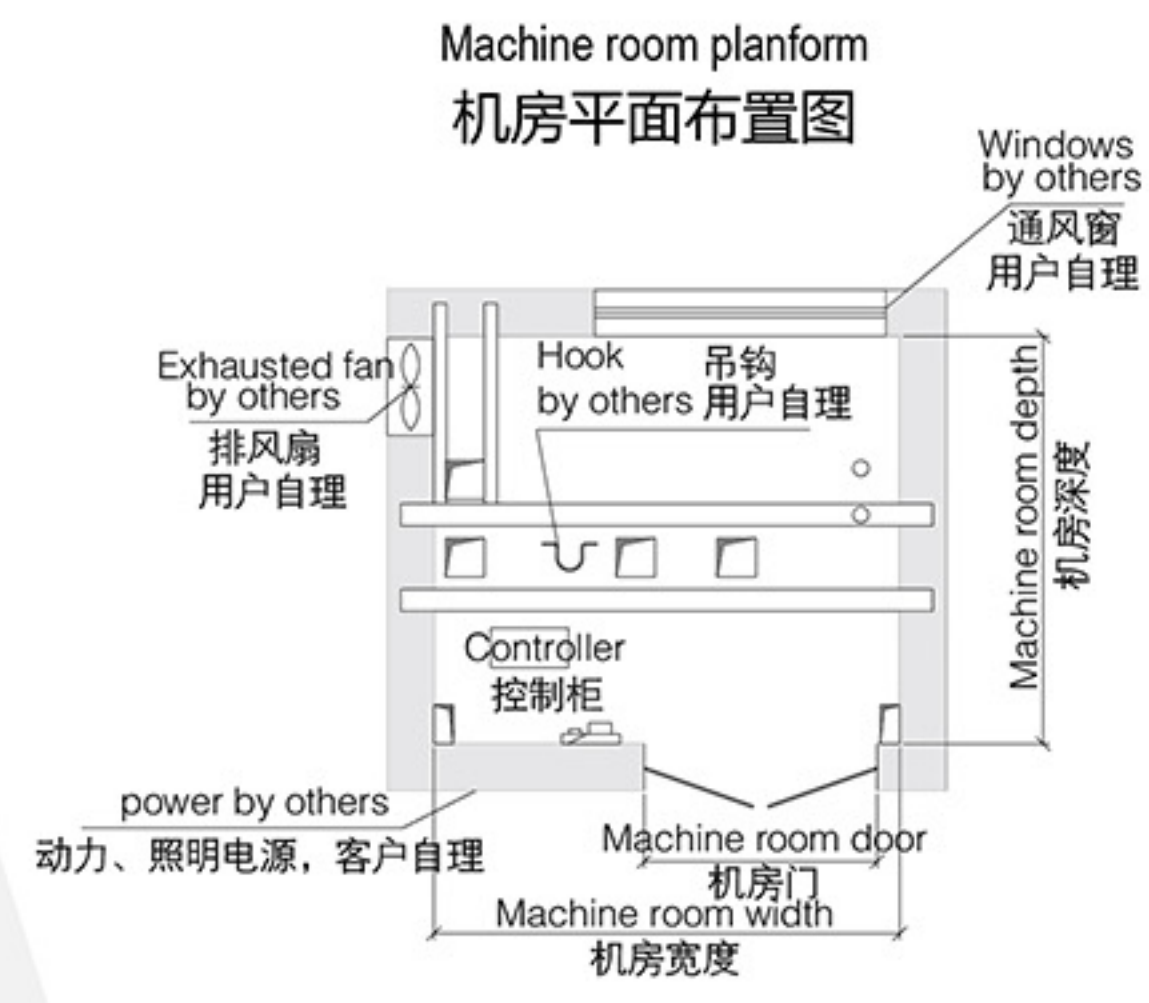 Machine room planform
机房平面布置图
Windows
by others
通风窗
用户自理
Exhausted fan
by others
排风扇
用户自理
Hook 吊钩
by others 用户自理
Machine room depth
机房深度
Controller
控制柜
power by others
动力、照明电源，客户自理
Machine room door
机房门
Machine room width
机房宽度